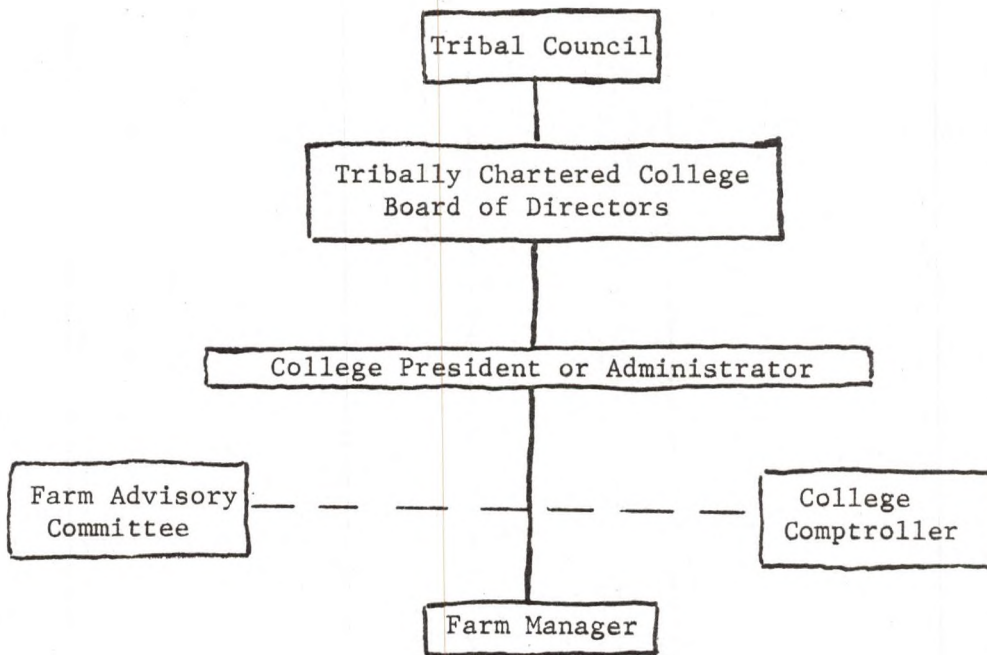 Tribal Council
Tribally Chartered College
Board of Directors
College President or Administrator
Farm Advisory
Committee
College
Comptroller
Farm Manager